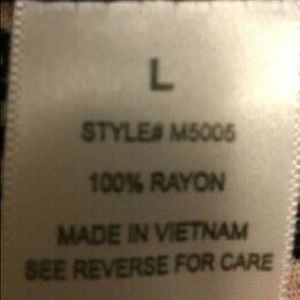 L
STYLE# M5005
100% RAYON
MADE IN VIETNAM
SEE REVERSE FOR CARE